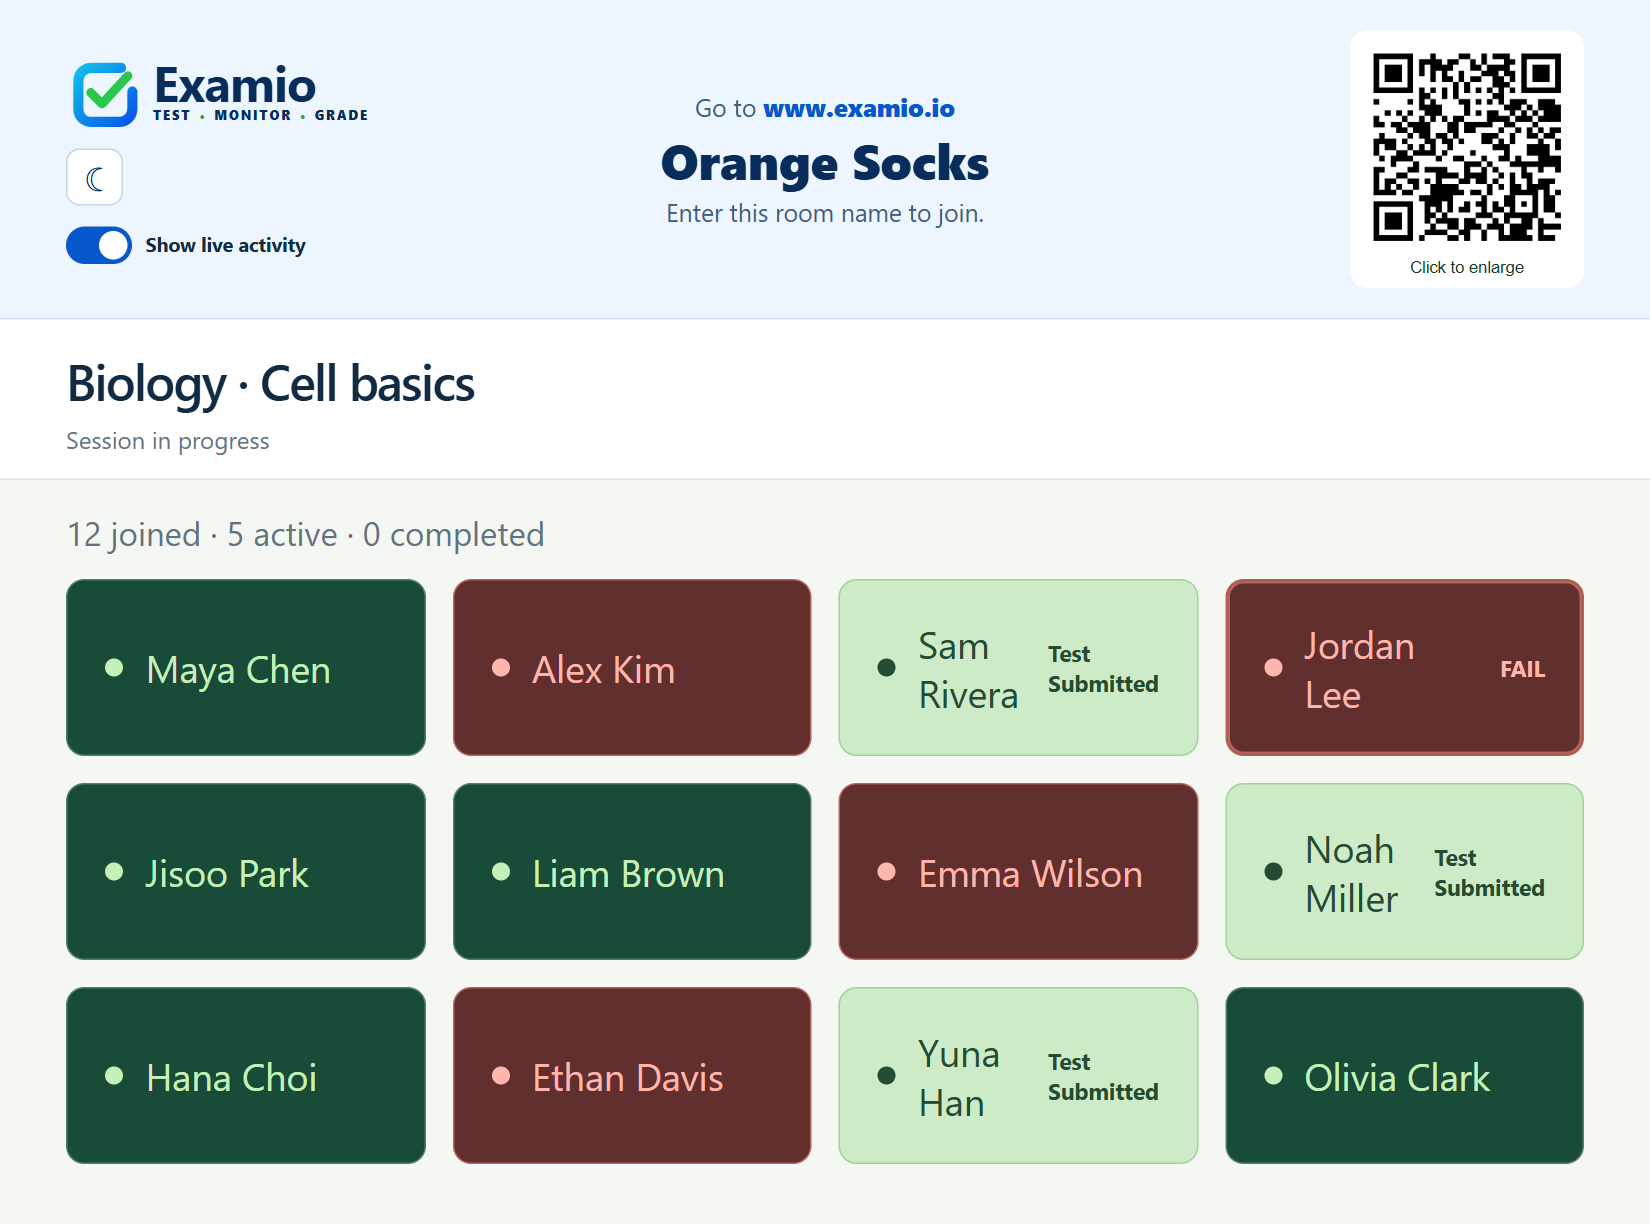 Examio
TEST • MONITOR • GRADE
Show live activity
Go to www.examio.io
Orange Socks
Enter this room name to join.
Click to enlarge
Biology · Cell basics
Session in progress
12 joined · 5 active · 0 completed
Maya Chen
Alex Kim
Sam
Rivera
Test
Submitted
Jordan
Lee
FAIL
Jisoo Park
Liam Brown
Emma Wilson
Noah
Miller
Test
Submitted
Hana Choi
Ethan Davis
Yuna
Han
Test
Submitted
Olivia Clark